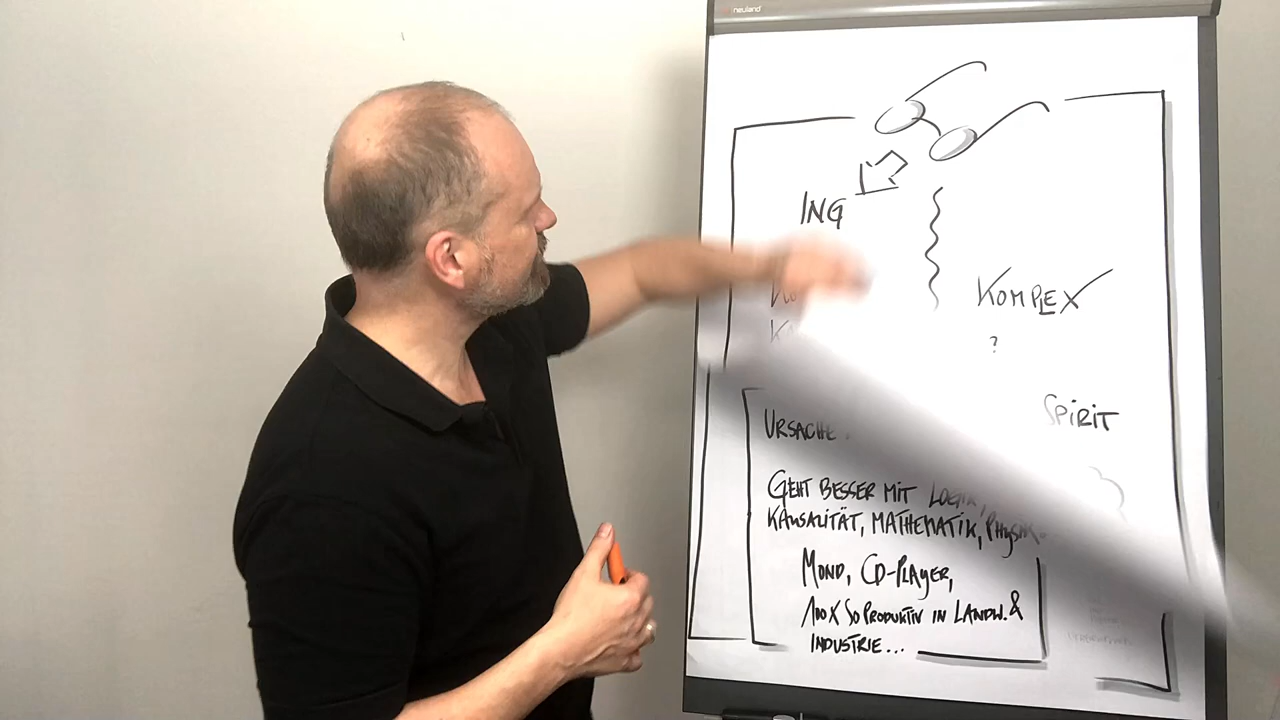 neuland
ING
KOMPLEX
?
SPIRIT
URSACHE
GEHT BESSER MIT LOGIK,
KAUSALITÄT, MATHEMATIK, PHYSIK.
MOND, CD-PLAYER,
100X SO PRODUKTIV IN LANDW. &
INDUSTRIE...